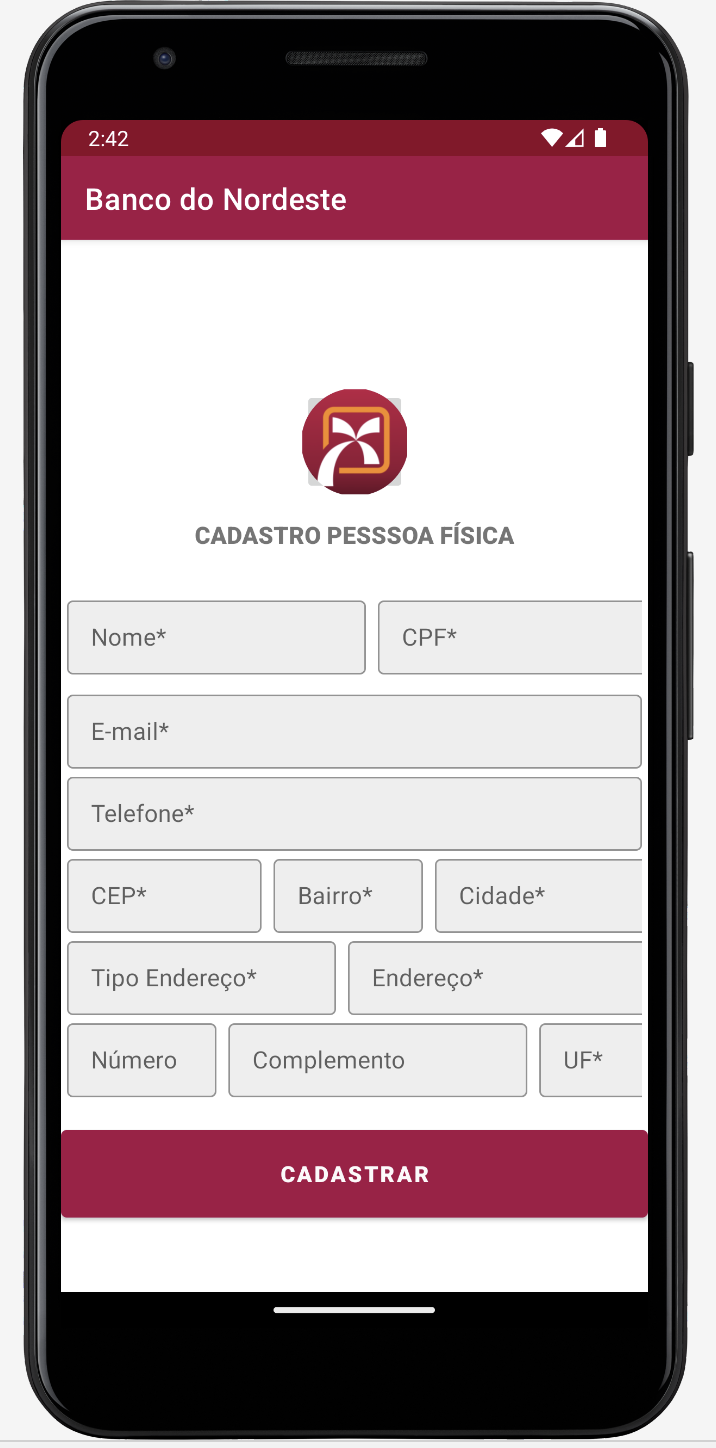 2:42
Banco do Nordeste
CADASTRO PESSSOA FÍSICA
Nome* CPF*
E-mail*
Telefone*
CEP* Bairro* Cidade*
Tipo Endereço* Endereço*
Número Complemento UF*
CADASTRAR